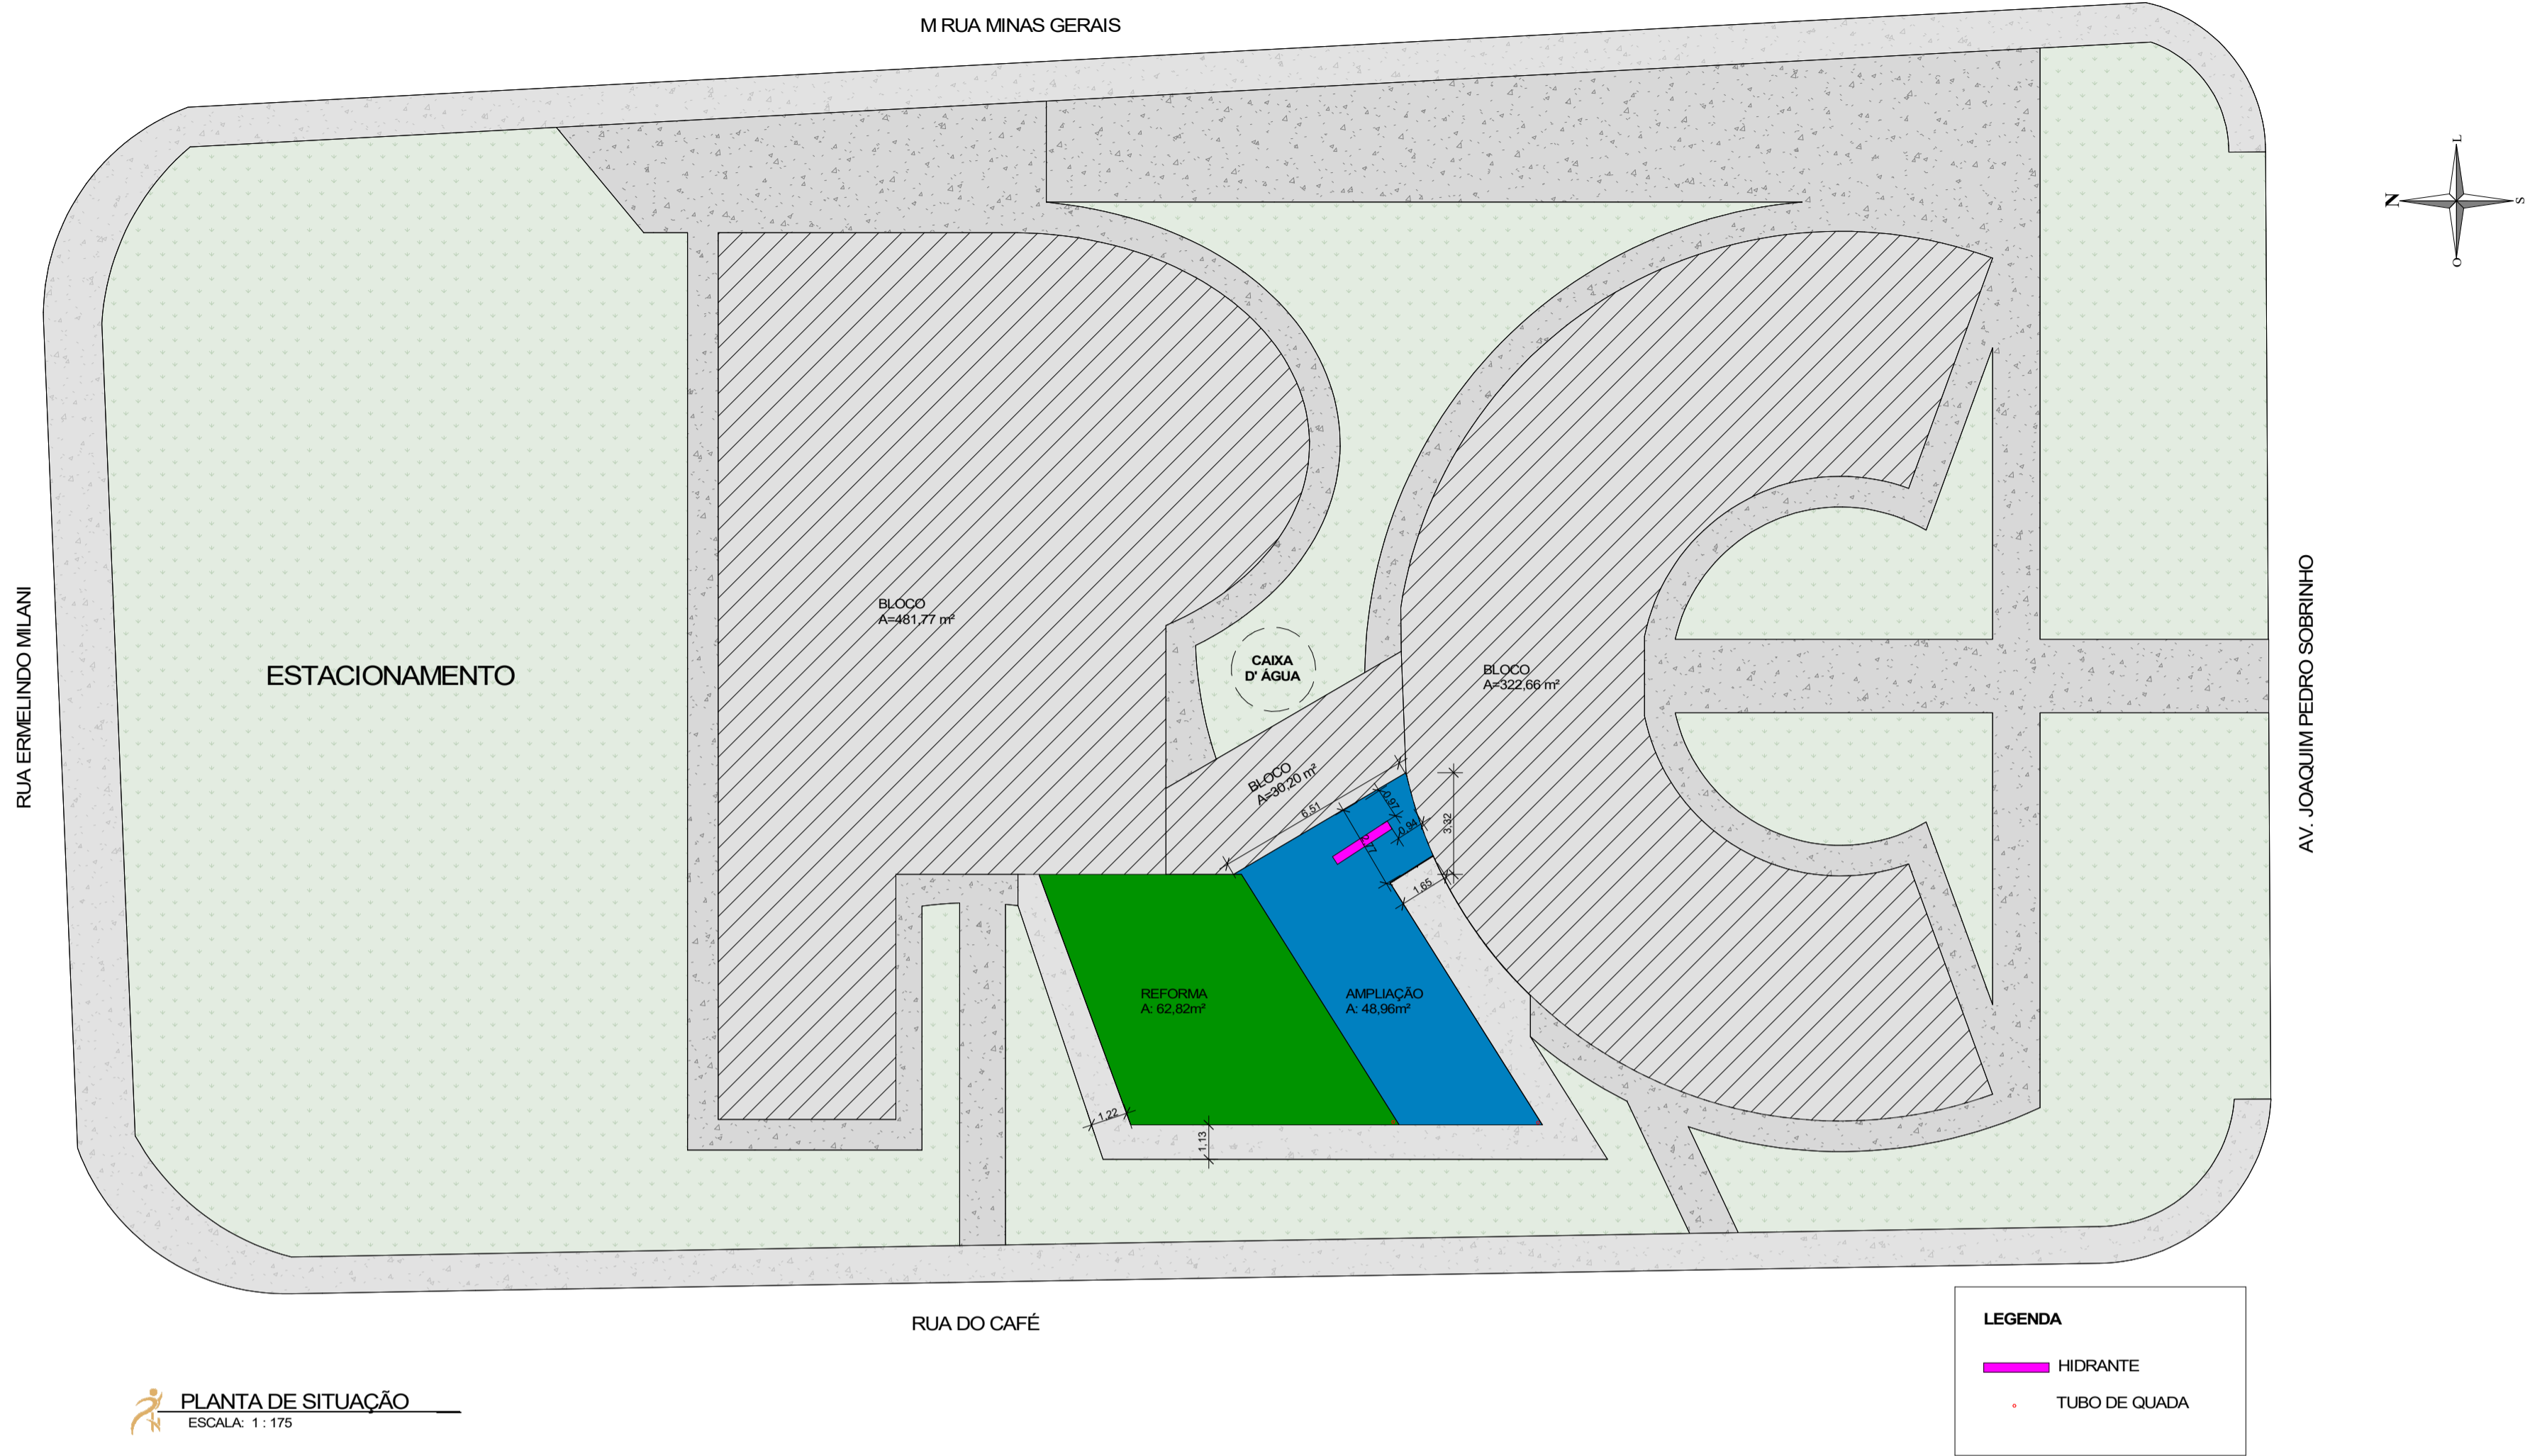 M RUA MINAS GERAIS
L
N
S
O
RUA ERMELINDO MILANI
ESTACIONAMENTO
BLOCO
A=481,77 m²
CAIXA
D' ÁGUA
BLOCO
A=322,66 m²
AV. JOAQUIM PEDRO SOBRINHO
BLOCO
A=30,20 m²
6,51
0,97
0,94
3,32
1,65
REFORMA
A: 62,82m²
AMPLIAÇÃO
A: 48,96m²
1,22
1,13
RUA DO CAFÉ
LEGENDA
HIDRANTE
TUBO DE QUADA
N
PLANTA DE SITUAÇÃO
ESCALA: 1 : 175